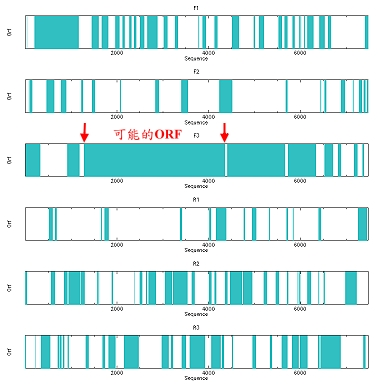 F1
Orf
2000 4000 6000
Sequence
F2
Orf
2000 4000 6000
Sequence
F3
可能的ORF
Orf
2000 4000 6000
Sequence
R1
Orf
2000 4000 6000
Sequence
R2
Orf
2000 4000 6000
Sequence
R3
Orf
2000 4000 6000
Sequence